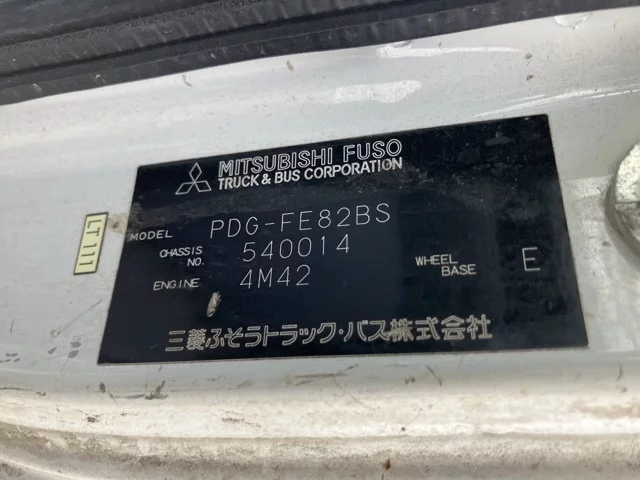 MITSUBISHI FUSO
TRUCK & BUS CORPORATION
MODEL PDG-FE82BS
CHASSIS NO. 540014
ENGINE 4M42
WHEEL BASE E
三菱ふそうトラック・バス株式会社
LT111